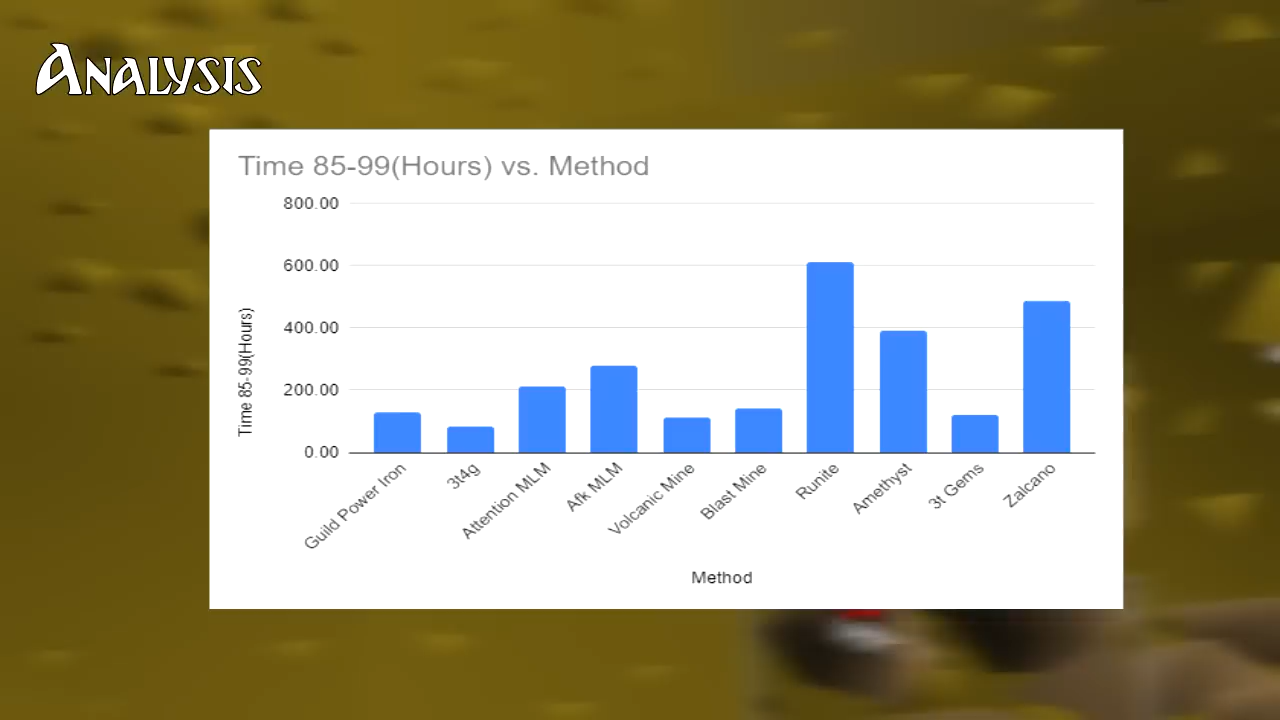 Analysis
Time 85-99(Hours) vs. Method
800.00
600.00
400.00
200.00
0.00
Time 85-99(Hours)
Guild Power Iron
3t4g
Attention MLM
Afk MLM
Volcanic Mine
Blast Mine
Runite
Amethyst
3t Gems
Zalcano
Method